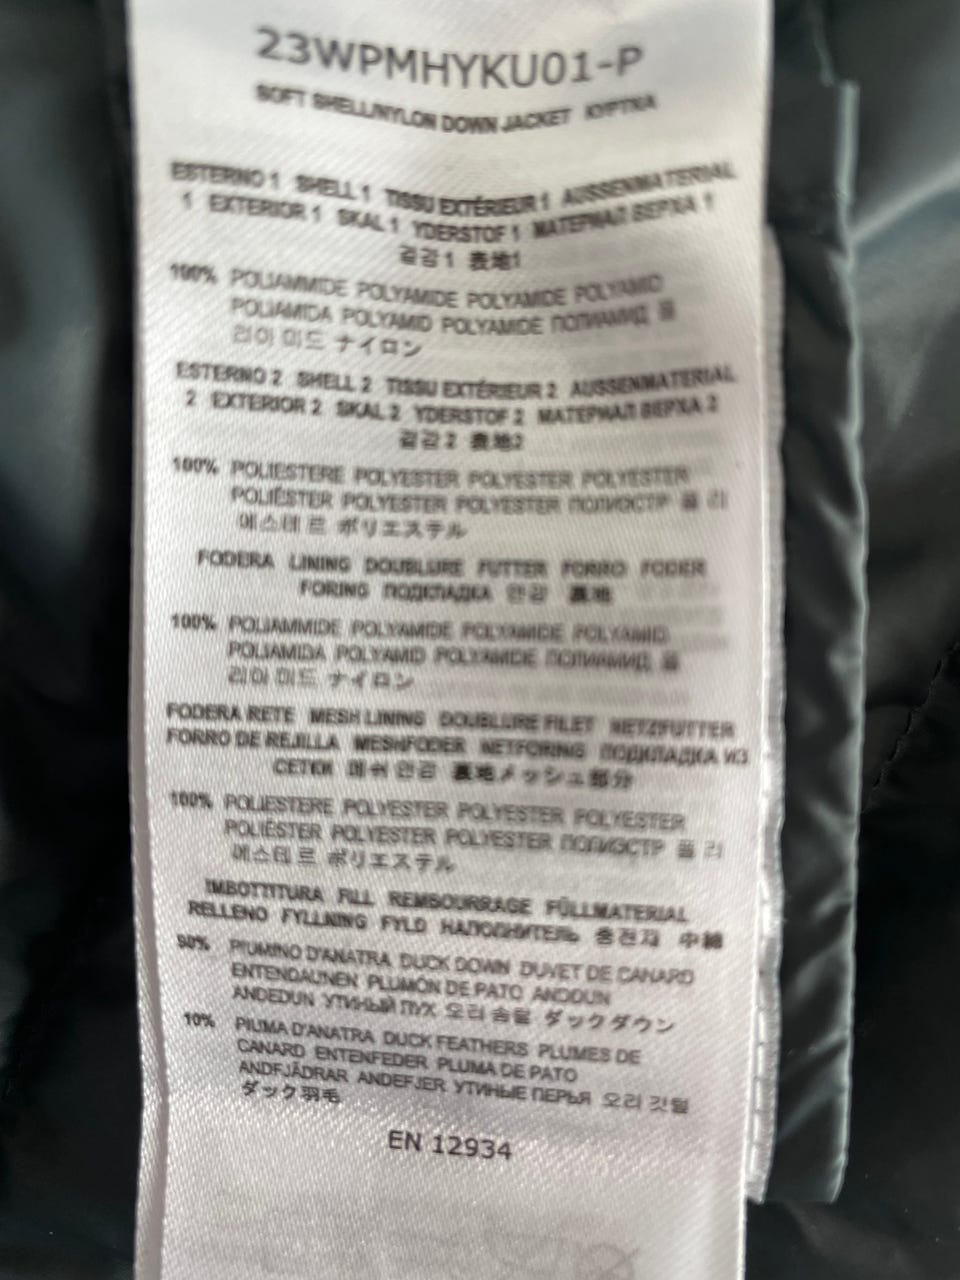 23WPMHYKU01-P
SOFT SHELL/NYLON DOWN JACKET КУРТКА
ESTERNO 1 SHELL 1 TISSU EXTÉRIEUR 1 AUSSENMATERIAL
1 EXTERIOR 1 SKAL 1 YDERSTOF 1 МАТЕРИАЛ ВЕРХА 1
겉감 1 表地1
100% POLIAMMIDE POLYAMIDE POLYAMIDE POLYAMID
POLIAMIDA POLYAMID POLYAMIDE ПОЛИАМИД 폴
리아 미드 ナイロン
ESTERNO 2 SHELL 2 TISSU EXTÉRIEUR 2 AUSSENMATERIAL
2 EXTERIOR 2 SKAL 2 YDERSTOF 2 МАТЕРИАЛ ВЕРХА 2
겉감 2 表地2
100% POLIESTERE POLYESTER POLYESTER POLYESTER
POLIÉSTER POLYESTER POLYESTER ПОЛИЭСТР 폴 리
에스테 르 ポリエステル
FODERA LINING DOUBLURE FUTTER FORRO FODER
FORING ПОДКЛАДКА 안감 裏地
100% POLIAMMIDE POLYAMIDE POLYAMIDE POLYAMID
POLIAMIDA POLYAMID POLYAMIDE ПОЛИАМИД 폴
리아 미드 ナイロン
FODERA RETE MESH LINING DOUBLURE FILET NETZFUTTER
FORRO DE REJILLA MESHFODER NETFORING ПОДКЛАДКА ИЗ
СЕТКИ 메쉬 안감 裏地メッシュ部分
100% POLIESTERE POLYESTER POLYESTER POLYESTER
POLIÉSTER POLYESTER POLYESTER ПОЛИЭСТР 폴 리
에스테 르 ポリエステル
IMBOTTITURA FILL REMBOURRAGE FÜLLMATERIAL
RELLENO FYLLNING FYLD НАПОЛНИТЕЛЬ 충전재 中綿
90% PIUMINO D'ANATRA DUCK DOWN DUVET DE CANARD
ENTENDAUNEN PLUMÓN DE PATO ANDDUN
ANDEDUN УТИНЫЙ ПУХ 오리 솜털 ダックダウン
10% PIUMA D'ANATRA DUCK FEATHERS PLUMES DE
CANARD ENTENFEDER PLUMA DE PATO
ANDFJÄDRAR ANDEFJER УТИНЫЕ ПЕРЬЯ 오리 깃털
ダック羽毛
EN 12934